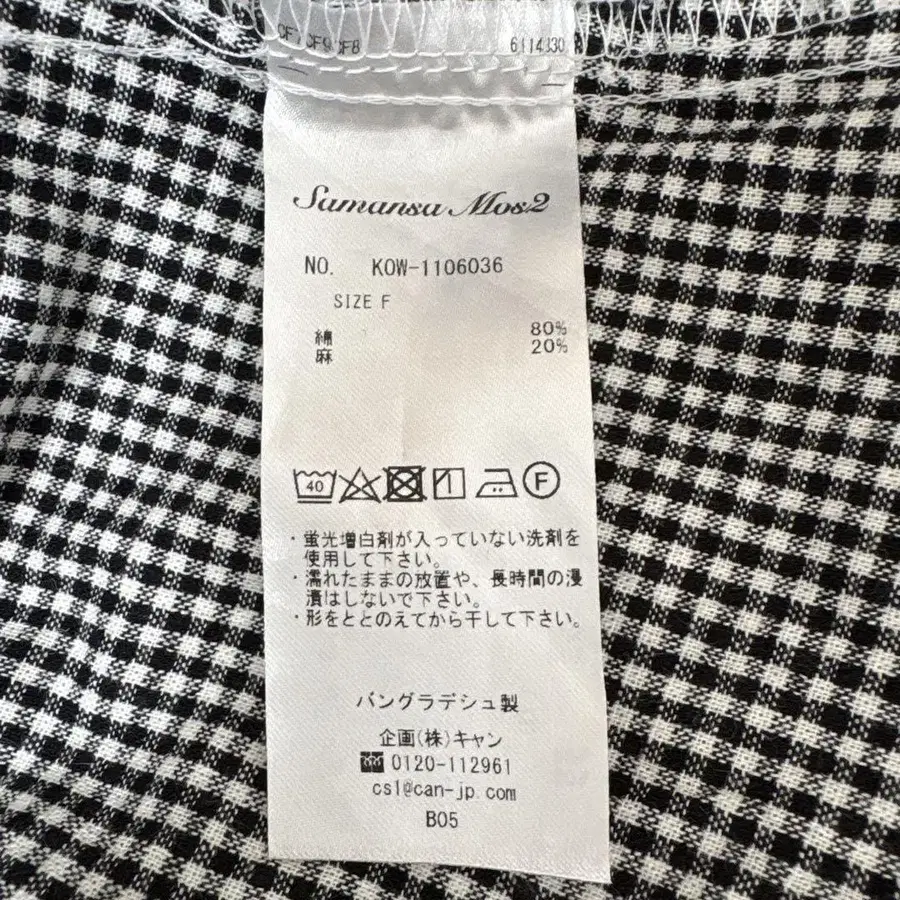 6114330
Samansa Mos2
NO. KOW-1106036
SIZE F
綿 80%
麻 20%
40
F
・蛍光増白剤が入っていない洗剤を
使用して下さい。
・濡れたままの放置や、長時間の浸
漬はしないで下さい。
・形をととのえてから干して下さい。
バングラデシュ製
企画(株)キャン
0120-112961
cs1@can-jp.com
B05